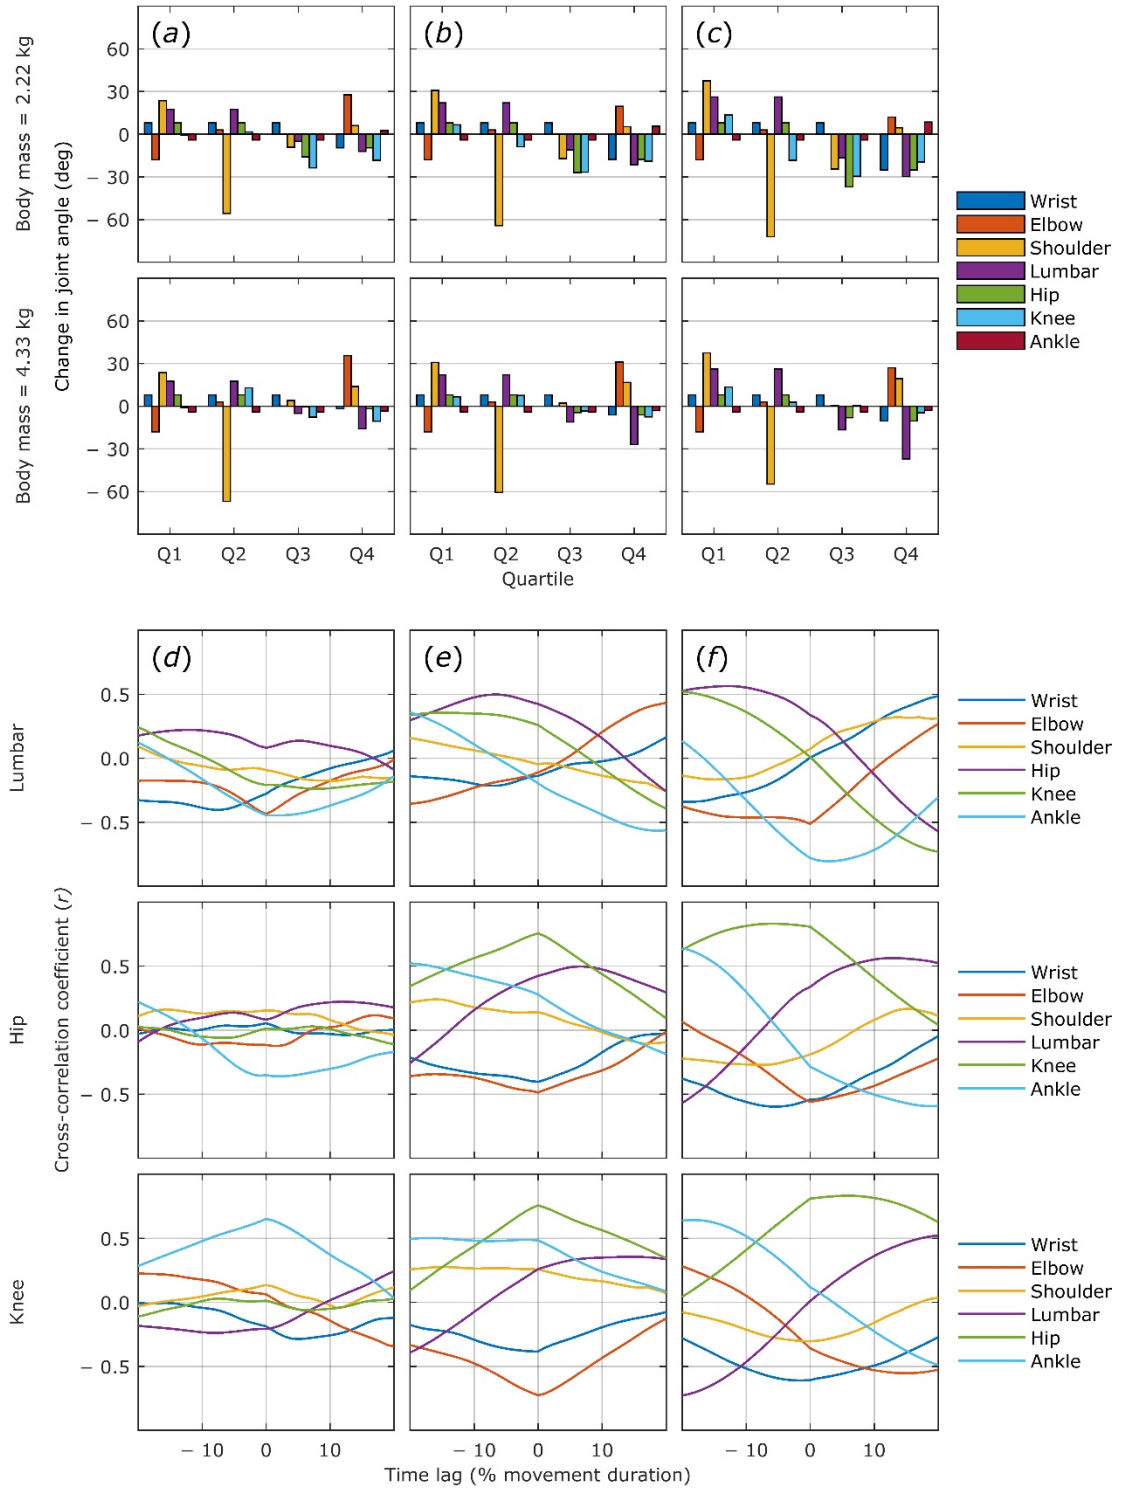 (a)
(b)
(c)
Body mass = 2.22 kg
Change in joint angle (deg)
60
30
0
− 30
− 60
Wrist
Elbow
Shoulder
Lumbar
Hip
Knee
Ankle
Body mass = 4.33 kg
60
30
0
− 30
− 60
Q1 Q2 Q3 Q4
Q1 Q2 Q3 Q4
Q1 Q2 Q3 Q4
Quartile
(d)
(e)
(f)
Lumbar
0.5
0.0
− 0.5
Wrist
Elbow
Shoulder
Hip
Knee
Ankle
Cross-correlation coefficient (r)
Hip
0.5
0.0
− 0.5
Wrist
Elbow
Shoulder
Lumbar
Knee
Ankle
Knee
0.5
0.0
− 0.5
Wrist
Elbow
Shoulder
Lumbar
Hip
Ankle
− 10 0 10
− 10 0 10
− 10 0 10
Time lag (% movement duration)